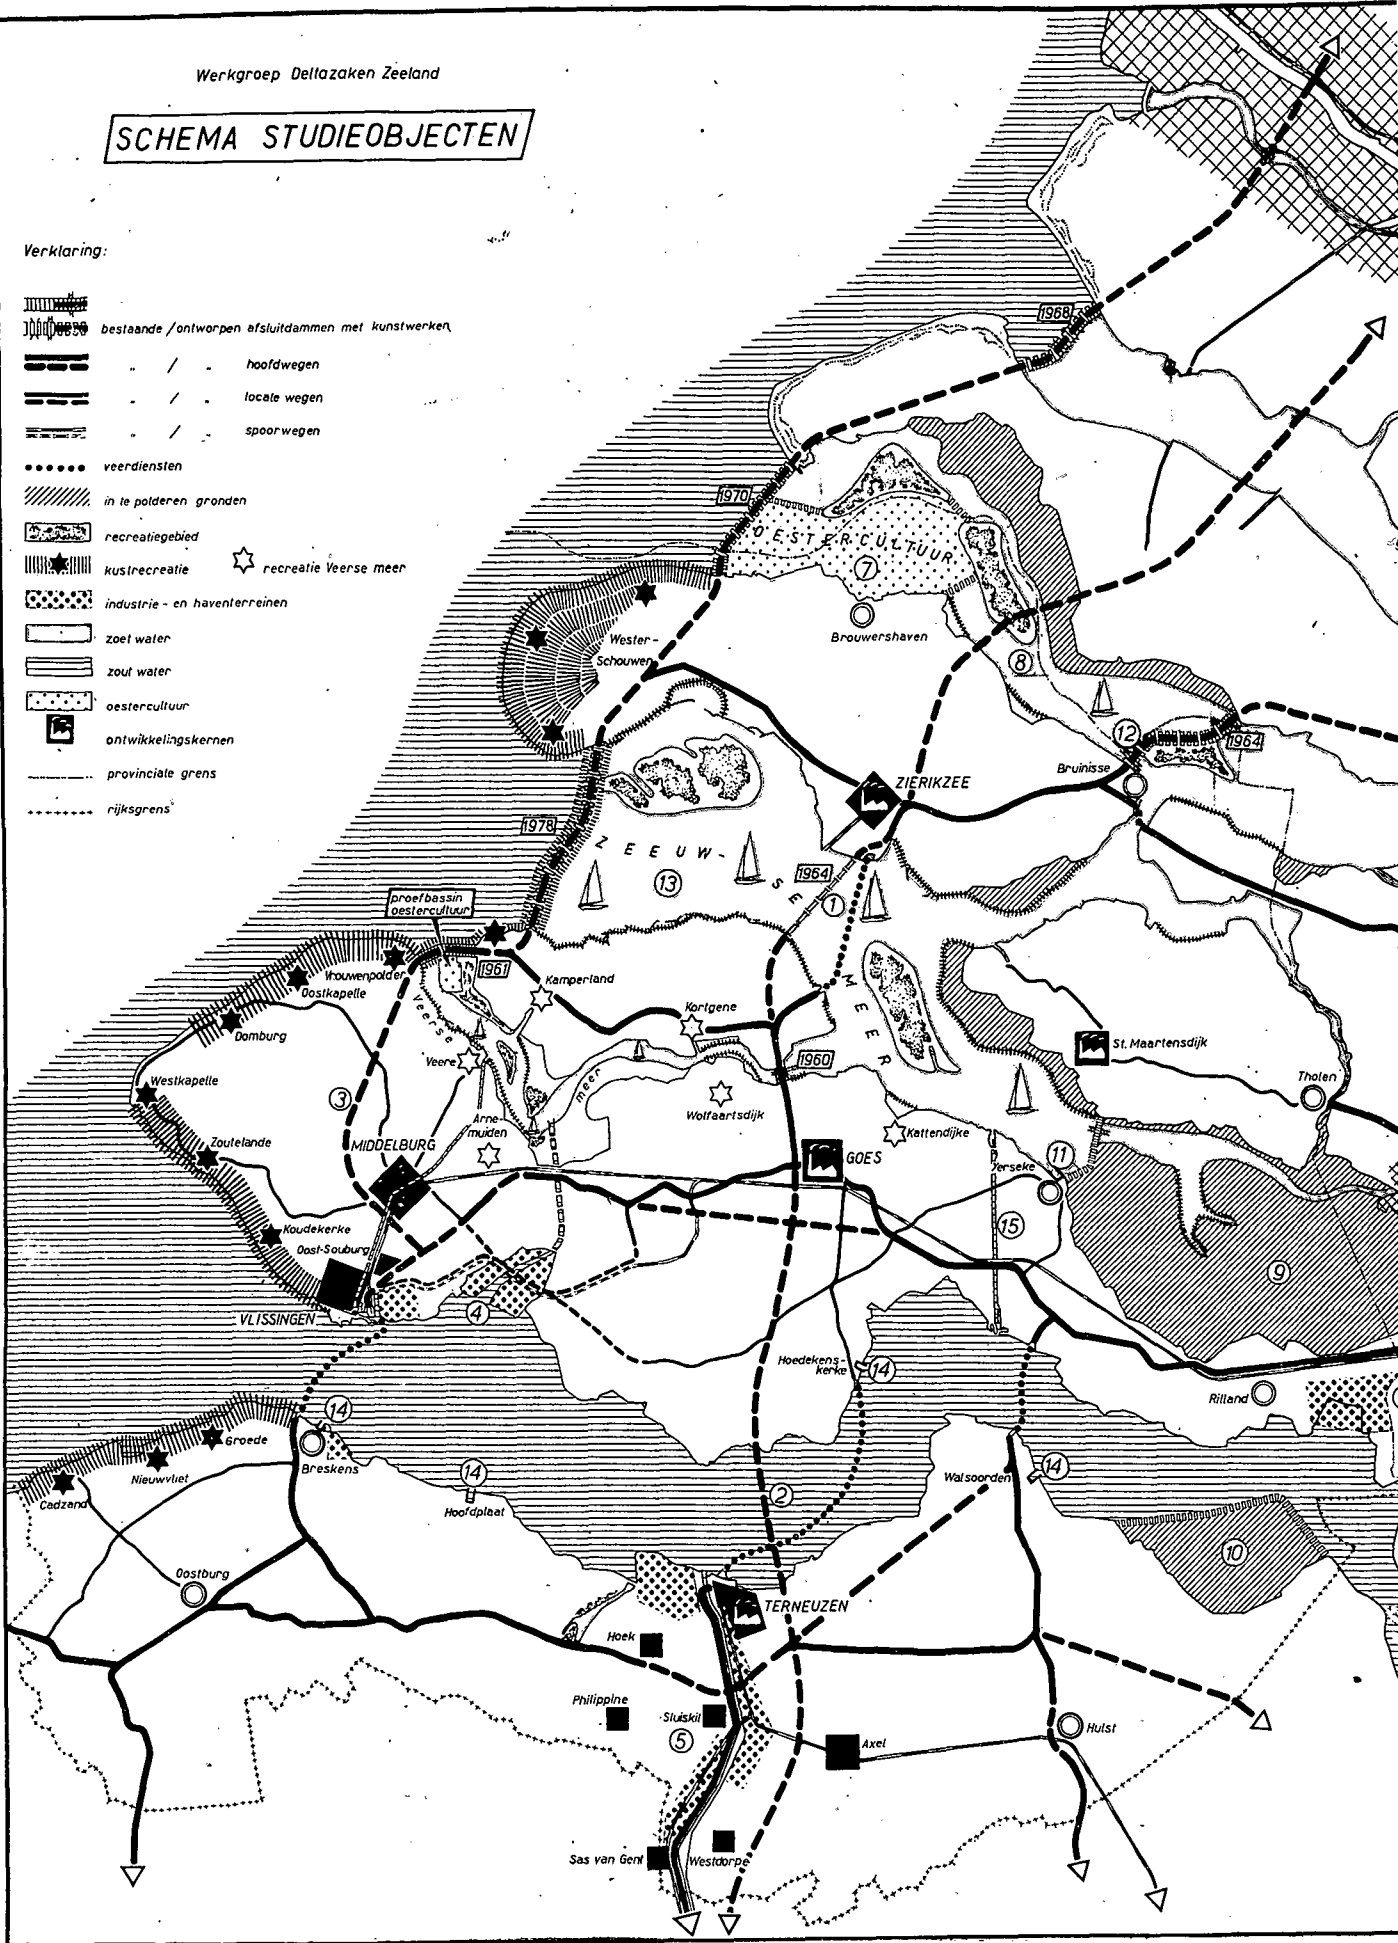 Werkgroep Deltazaken Zeeland
SCHEMA STUDIEOBJECTEN
Verklaring:
bestaande / ontworpen afsluitdammen met kunstwerken
" / " hoofdwegen
" / " locale wegen
" / " spoorwegen
veerdiensten
in te polderen gronden
recreatiegebied
kustrecreatie
recreatie Veerse meer
industrie - en haventerreinen
zoet water
zout water
oestercultuur
ontwikkelingskernen
provinciale grens
rijksgrens
1968
1970
OESTERCULTUUR
7
Brouwershaven
Wester-
Schouwen
8
12
1964
Bruinisse
ZIERIKZEE
1978
ZEEUW-
SE
MEER
13
1964
1
proefbassin
oestercultuur
1961
Vrouwenpolder
Oostkapelle
Domburg
Westkapelle
Zoutelande
Koudekerke
Kamperland
Kortgene
Veerse
meer
Veere
1960
Wolfaartsdijk
St. Maartensdijk
Tholen
3
Arne-
muiden
MIDDELBURG
Kattendijke
GOES
Yerseke
11
15
Oost-Souburg
VLISSINGEN
4
9
Hoedekens-
kerke
14
Rilland
14
Groede
Nieuwvliet
Cadzand
Breskens
14
Hoofdplaat
Walsoorden
14
2
10
Oostburg
TERNEUZEN
Hoek
Philippine
Sluiskil
5
Axel
Hulst
Sas van Gent
Westdorpe